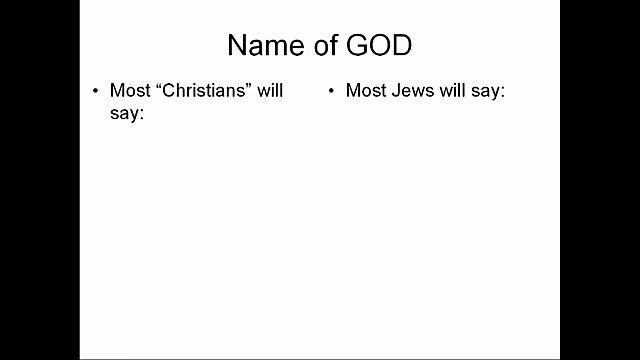 Name of GOD
• Most “Christians” will
say:
• Most Jews will say: